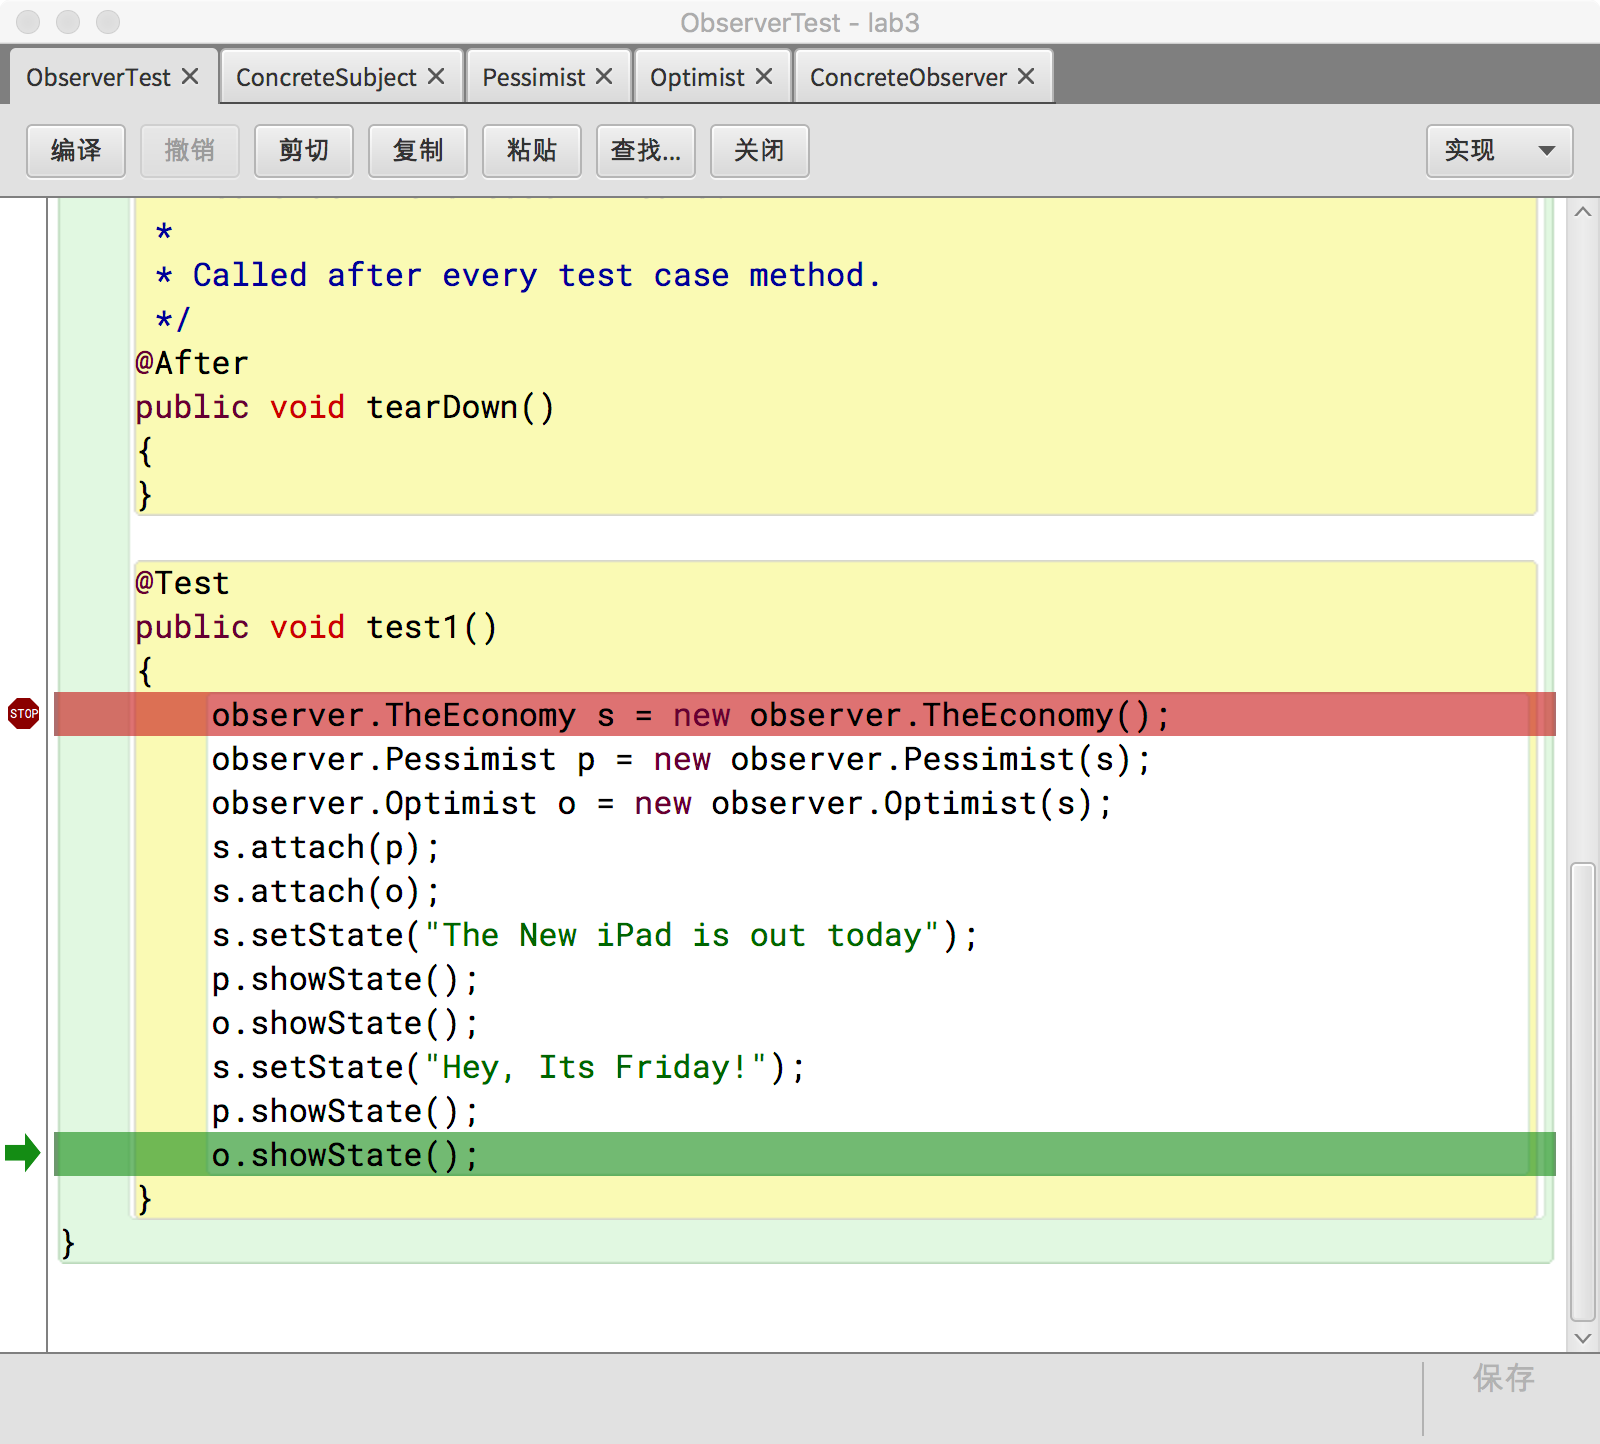 ObserverTest - lab3
ObserverTest ConcreteSubject Pessimist Optimist ConcreteObserver
编译 撤销 剪切 复制 粘贴 查找... 关闭 实现
*
* Called after every test case method.
*/
@After
public void tearDown()
{
}
@Test
public void test1()
{
STOP observer.TheEconomy s = new observer.TheEconomy();
observer.Pessimist p = new observer.Pessimist(s);
observer.Optimist o = new observer.Optimist(s);
s.attach(p);
s.attach(o);
s.setState("The New iPad is out today");
p.showState();
o.showState();
s.setState("Hey, Its Friday!");
p.showState();
o.showState();
}
}
保存